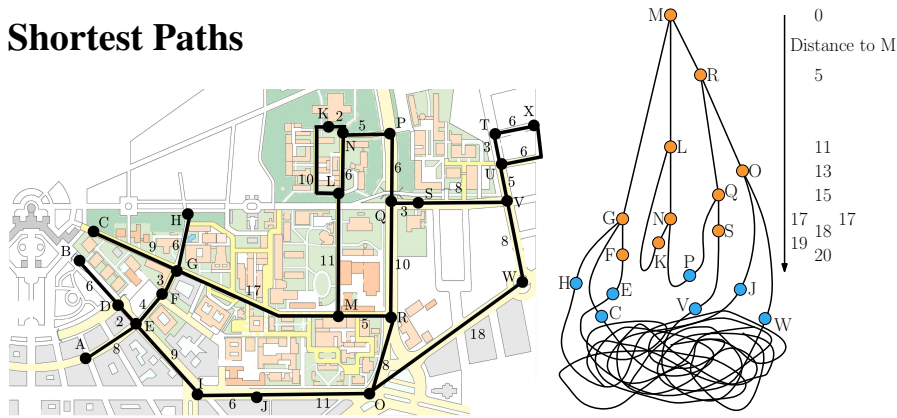 Shortest Paths
M
0
Distance to M
R
5
K 2
5
P
T 6 X
N
3
6
L
11
10
L
6
6
U
8
5
O
13
S
V
Q
3
Q
15
H
C
G
N
17 17
S
18
B
9
6
8
K
19
F
20
G
P
6
3
11
10
W
H
F
17
E
J
D
4
M
R
V
2
E
5
C
W
A
8
9
18
8
I
6
J
11
O